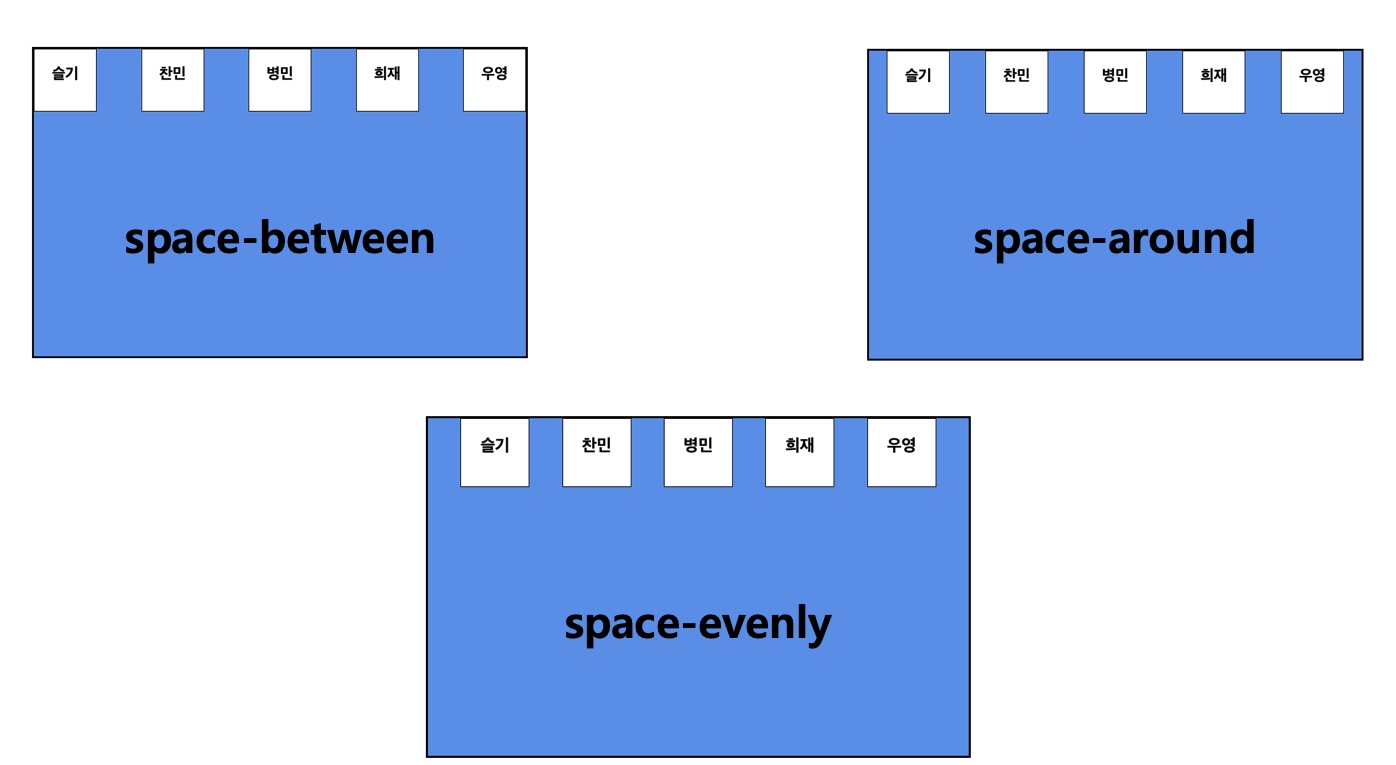 슬기 찬민 병민 희재 우영
space-between
슬기 찬민 병민 희재 우영
space-around
슬기 찬민 병민 희재 우영
space-evenly